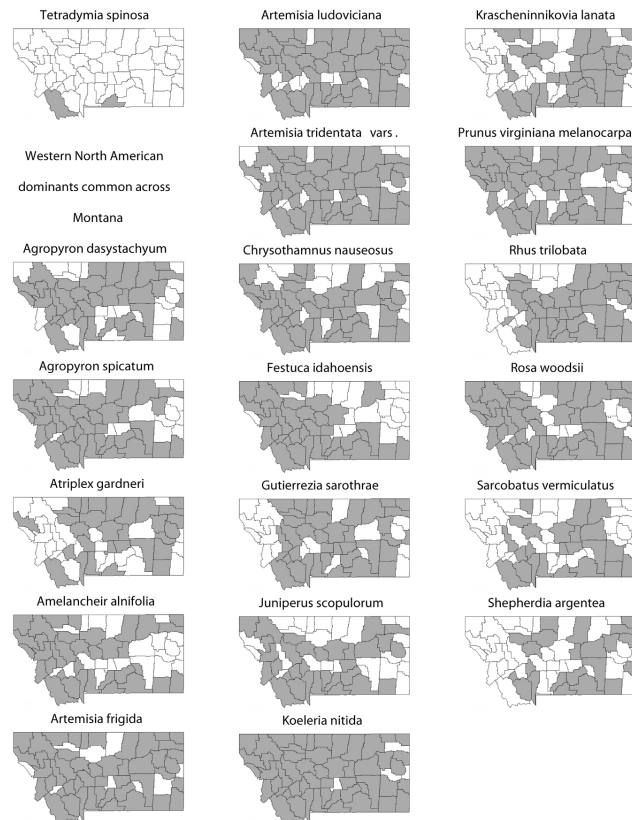 Tetradymia spinosa
Artemisia ludoviciana
Krascheninnikovia lanata
Western North American
dominants common across
Montana
Artemisia tridentata vars .
Prunus virginiana melanocarpa
Agropyron dasystachyum
Chrysothamnus nauseosus
Rhus trilobata
Agropyron spicatum
Festuca idahoensis
Rosa woodsii
Atriplex gardneri
Gutierrezia sarothrae
Sarcobatus vermiculatus
Amelancheir alnifolia
Juniperus scopulorum
Shepherdia argentea
Artemisia frigida
Koeleria nitida